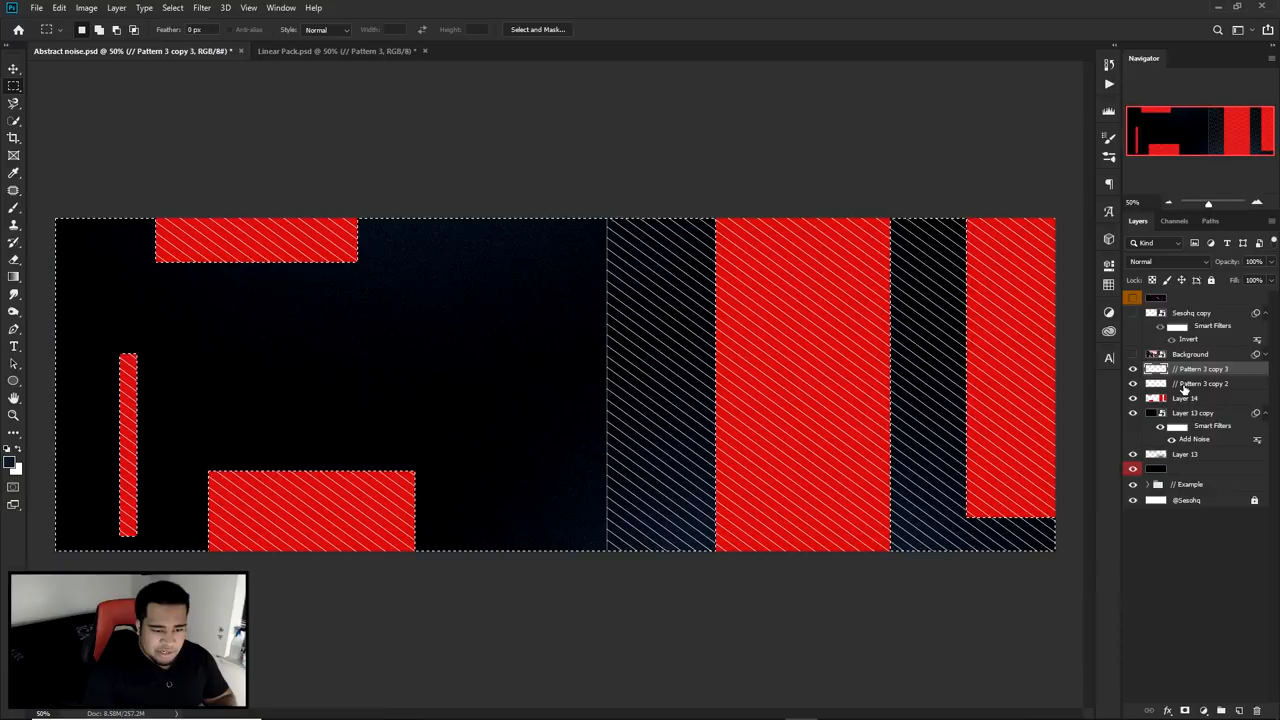 Ps File Edit Image Layer Type Select Filter 3D View Window Help
Feather: 0 px Anti-alias Style: Normal Width: Height: Select and Mask...
Abstract noise.psd @ 50% (// Pattern 3 copy 3, RGB/8#) * × Linear Pack.psd @ 50% (// Pattern 3, RGB/8) * ×
Navigator
50%
Layers Channels Paths
Kind
Normal Opacity: 100%
Lock: Fill: 100%
Sesohq copy
Smart Filters
Invert
Background
// Pattern 3 copy 3
// Pattern 3 copy 2
Layer 14
Layer 13 copy
Smart Filters
Add Noise
Layer 13
// Example
@Sesohq
50% Doc: 8.58M/257.2M